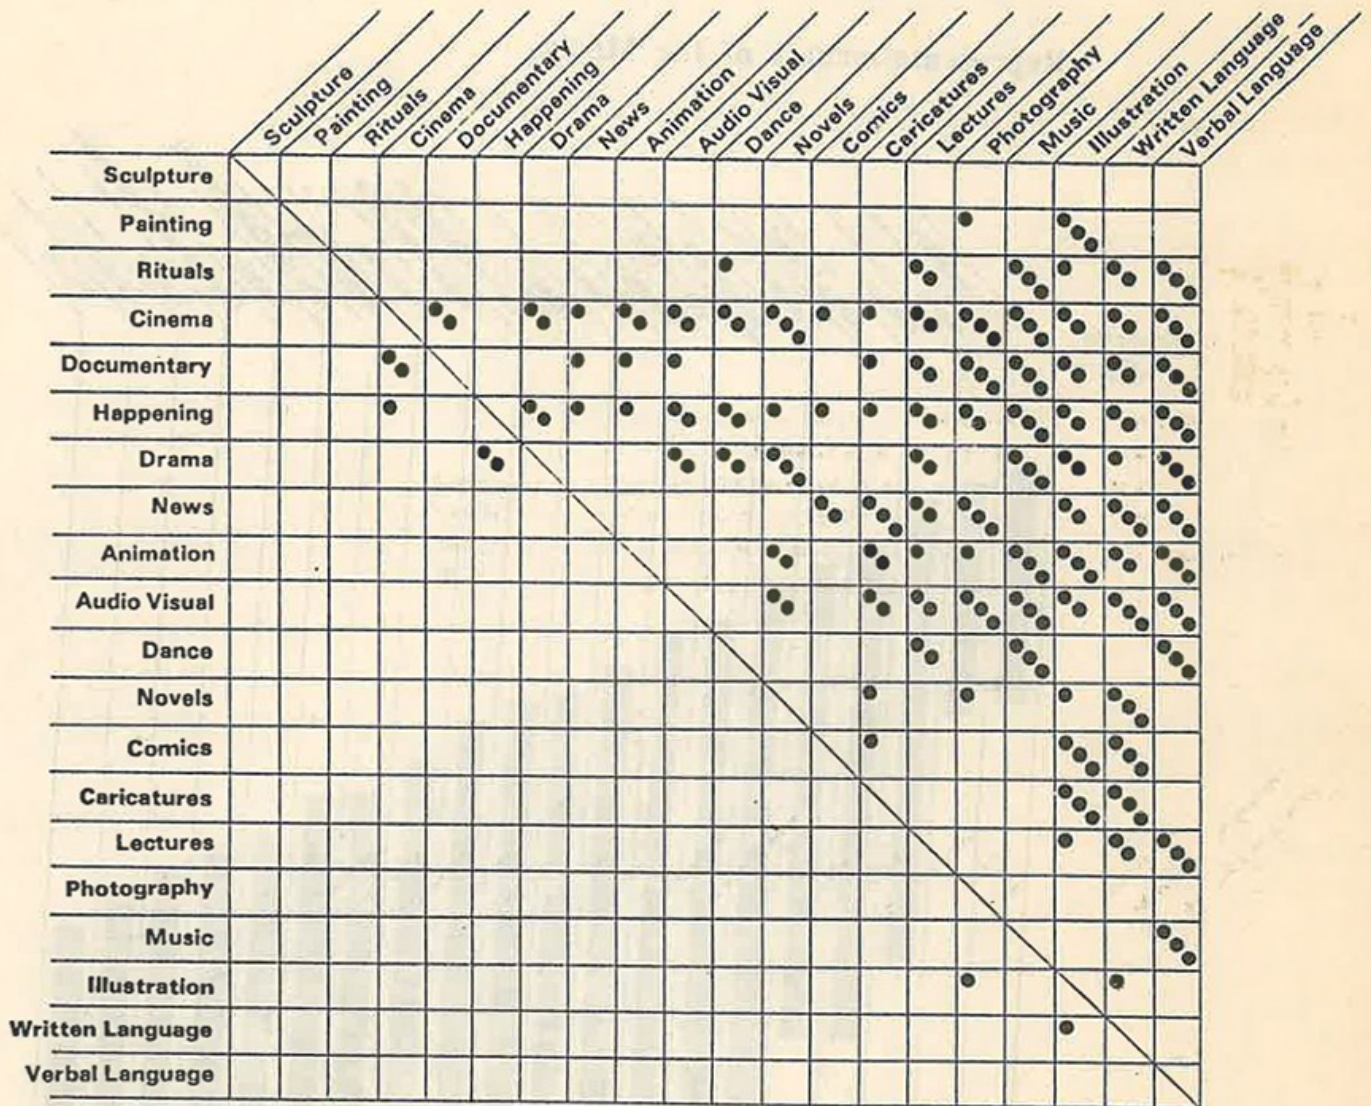 Sculpture
Painting
Rituals
Cinema
Documentary
Happening
Drama
News
Animation
Audio Visual
Dance
Novels
Comics
Caricatures
Lectures
Photography
Music
Illustration
Written Language
Verbal Language
Sculpture
Painting
Rituals
Cinema
Documentary
Happening
Drama
News
Animation
Audio Visual
Dance
Novels
Comics
Caricatures
Lectures
Photography
Music
Illustration
Written Language
Verbal Language